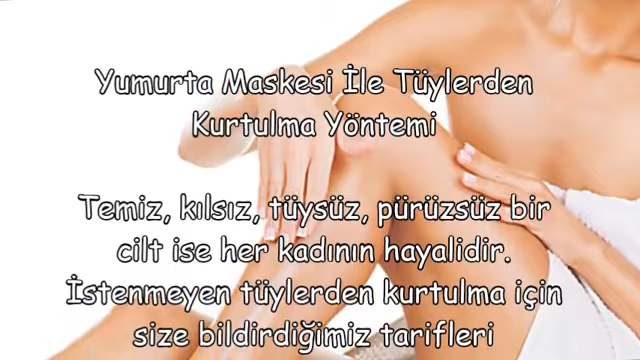 Yumurta Maskesi İle Tüylerden
Kurtulma Yöntemi
Temiz, kılsız, tüysüz, pürüzsüz bir
cilt ise her kadının hayalidir.
İstenmeyen tüylerden kurtulma için
size bildirdiğimiz tarifleri